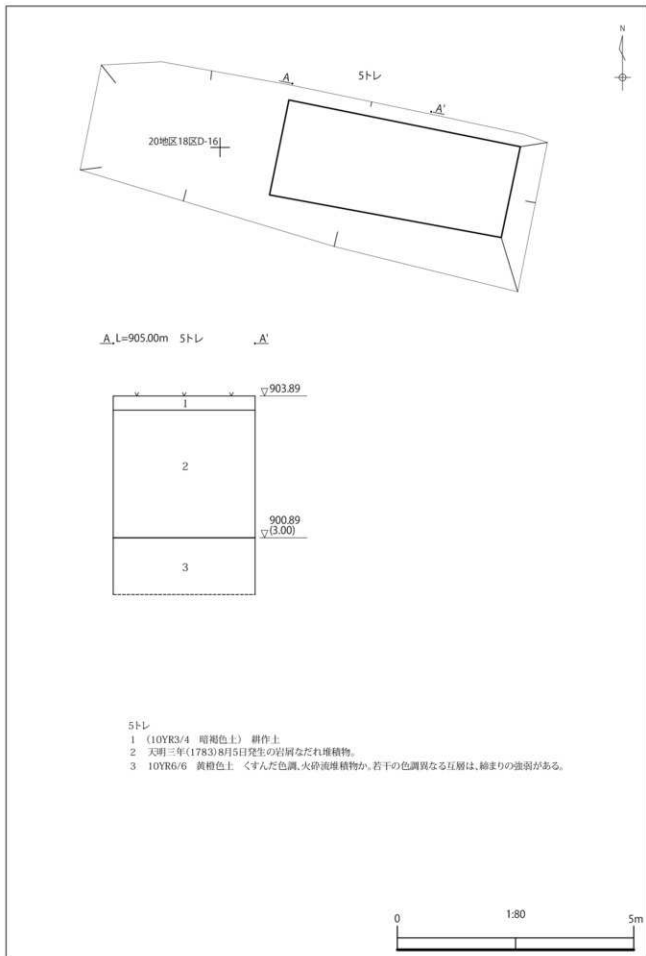 N
A 5トレ A'
20地区18区D-16
A L=905.00m 5トレ A'
903.89
1
2
900.89
(3.00)
3
5トレ
1 (10YR3/4 暗褐色土) 耕作土
2 天明三年(1783)8月5日発生の岩屑なだれ堆積物。
3 10YR6/6 黄橙色土 くすんだ色調、火砕流堆積物か。若干の色調異なる互層は、締まりの強弱がある。
0 1:80 5m